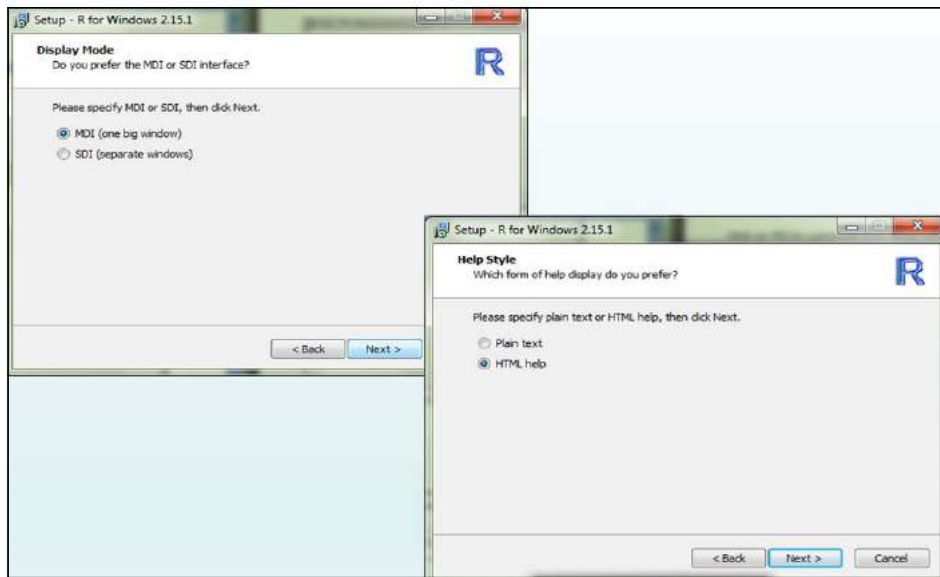 Setup - R for Windows 2.15.1
Display Mode
Do you prefer the MDI or SDI interface?
R
Please specify MDI or SDI, then click Next.
MDI (one big window)
SDI (separate windows)
< Back
Next >
Setup - R for Windows 2.15.1
Help Style
Which form of help display do you prefer?
R
Please specify plain text or HTML help, then click Next.
Plain text
HTML help
< Back
Next >
Cancel